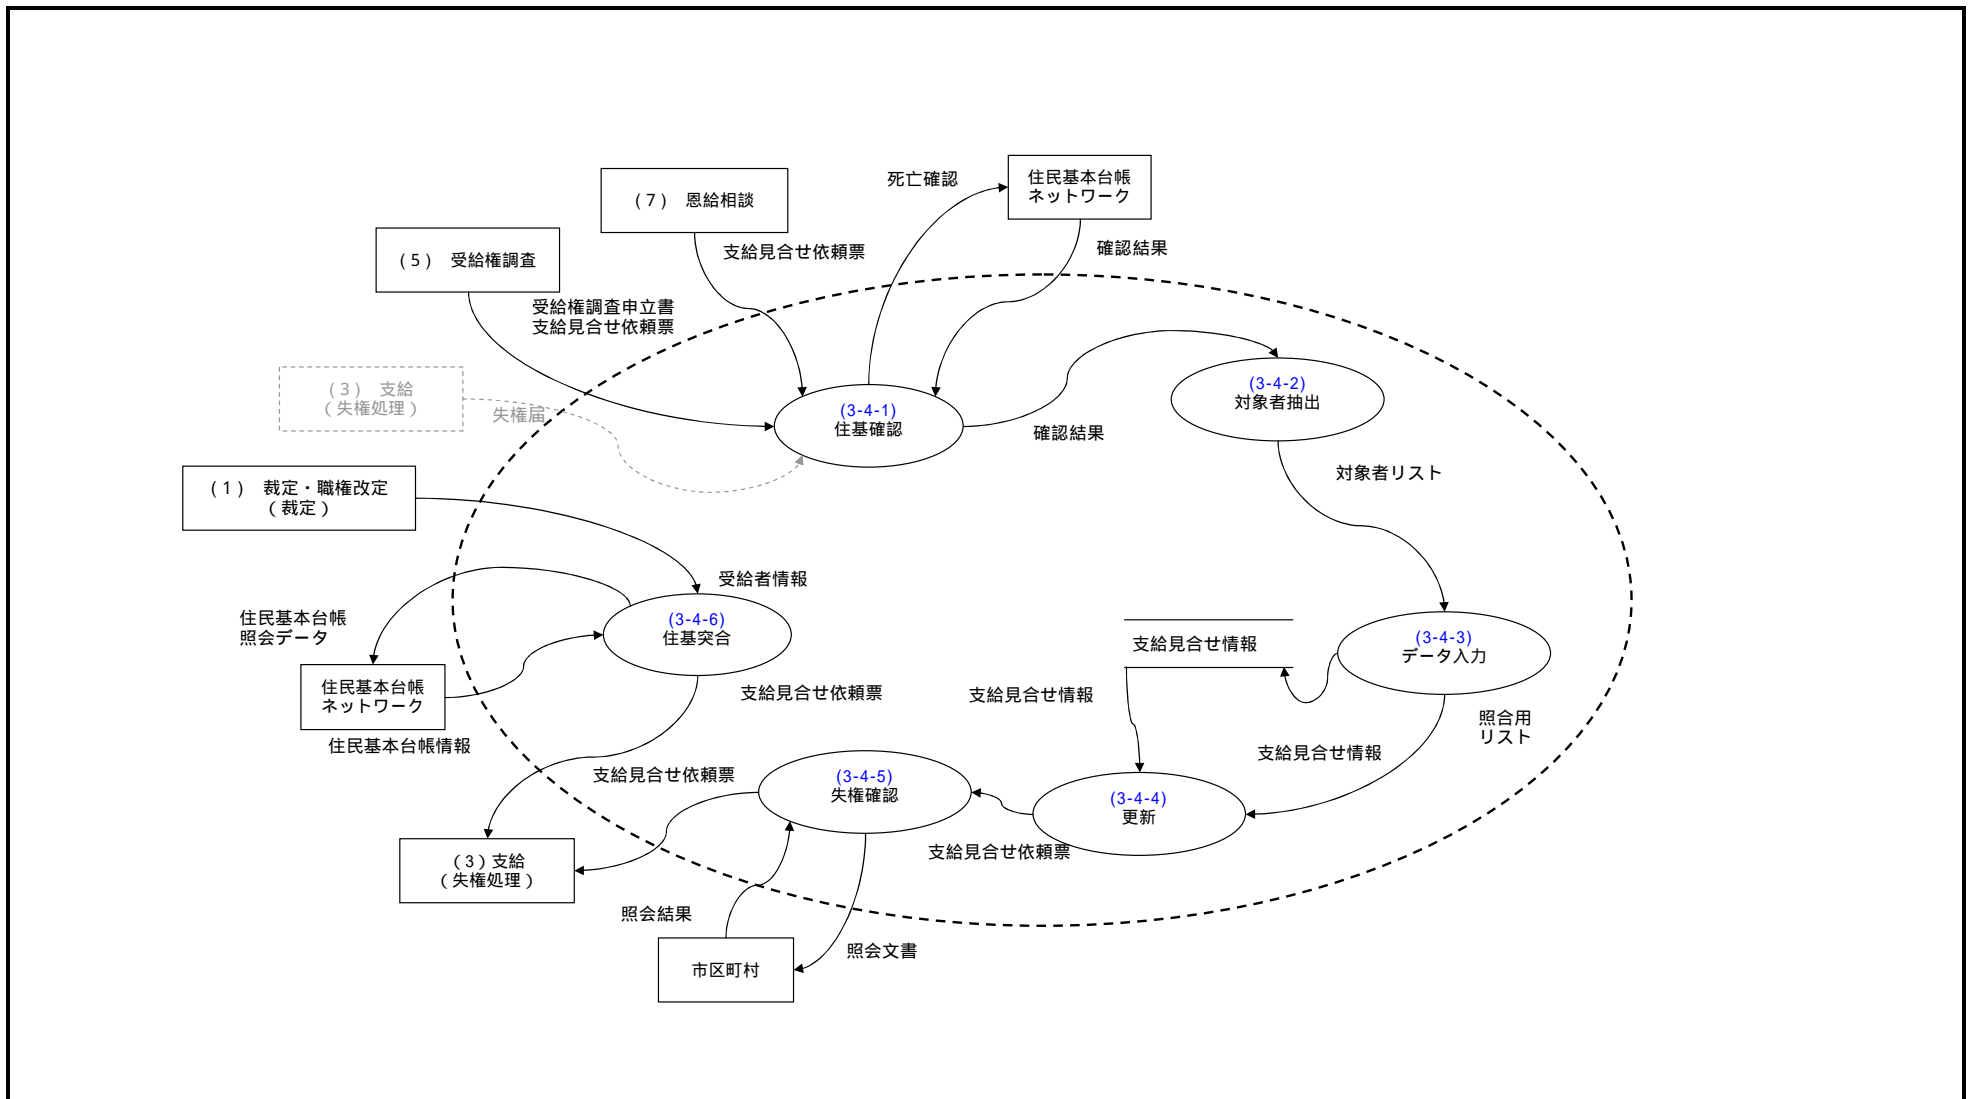 死亡確認
住民基本台帳
ネットワーク
(7) 恩給相談
支給見合せ依頼票
確認結果
(5) 受給権調査
受給権調査申立書
支給見合せ依頼票
(3) 支給
(失権処理)
失権届
(3-4-1)
住基確認
確認結果
(3-4-2)
対象者抽出
対象者リスト
(1) 裁定・職権改定
(裁定)
受給者情報
住民基本台帳
照会データ
(3-4-6)
住基突合
支給見合せ情報
(3-4-3)
データ入力
住民基本台帳
ネットワーク
住民基本台帳情報
支給見合せ依頼票
支給見合せ情報
照合用
リスト
支給見合せ情報
支給見合せ依頼票
(3-4-5)
失権確認
(3-4-4)
更新
支給見合せ依頼票
(3)支給
(失権処理)
照会結果
照会文書
市区町村